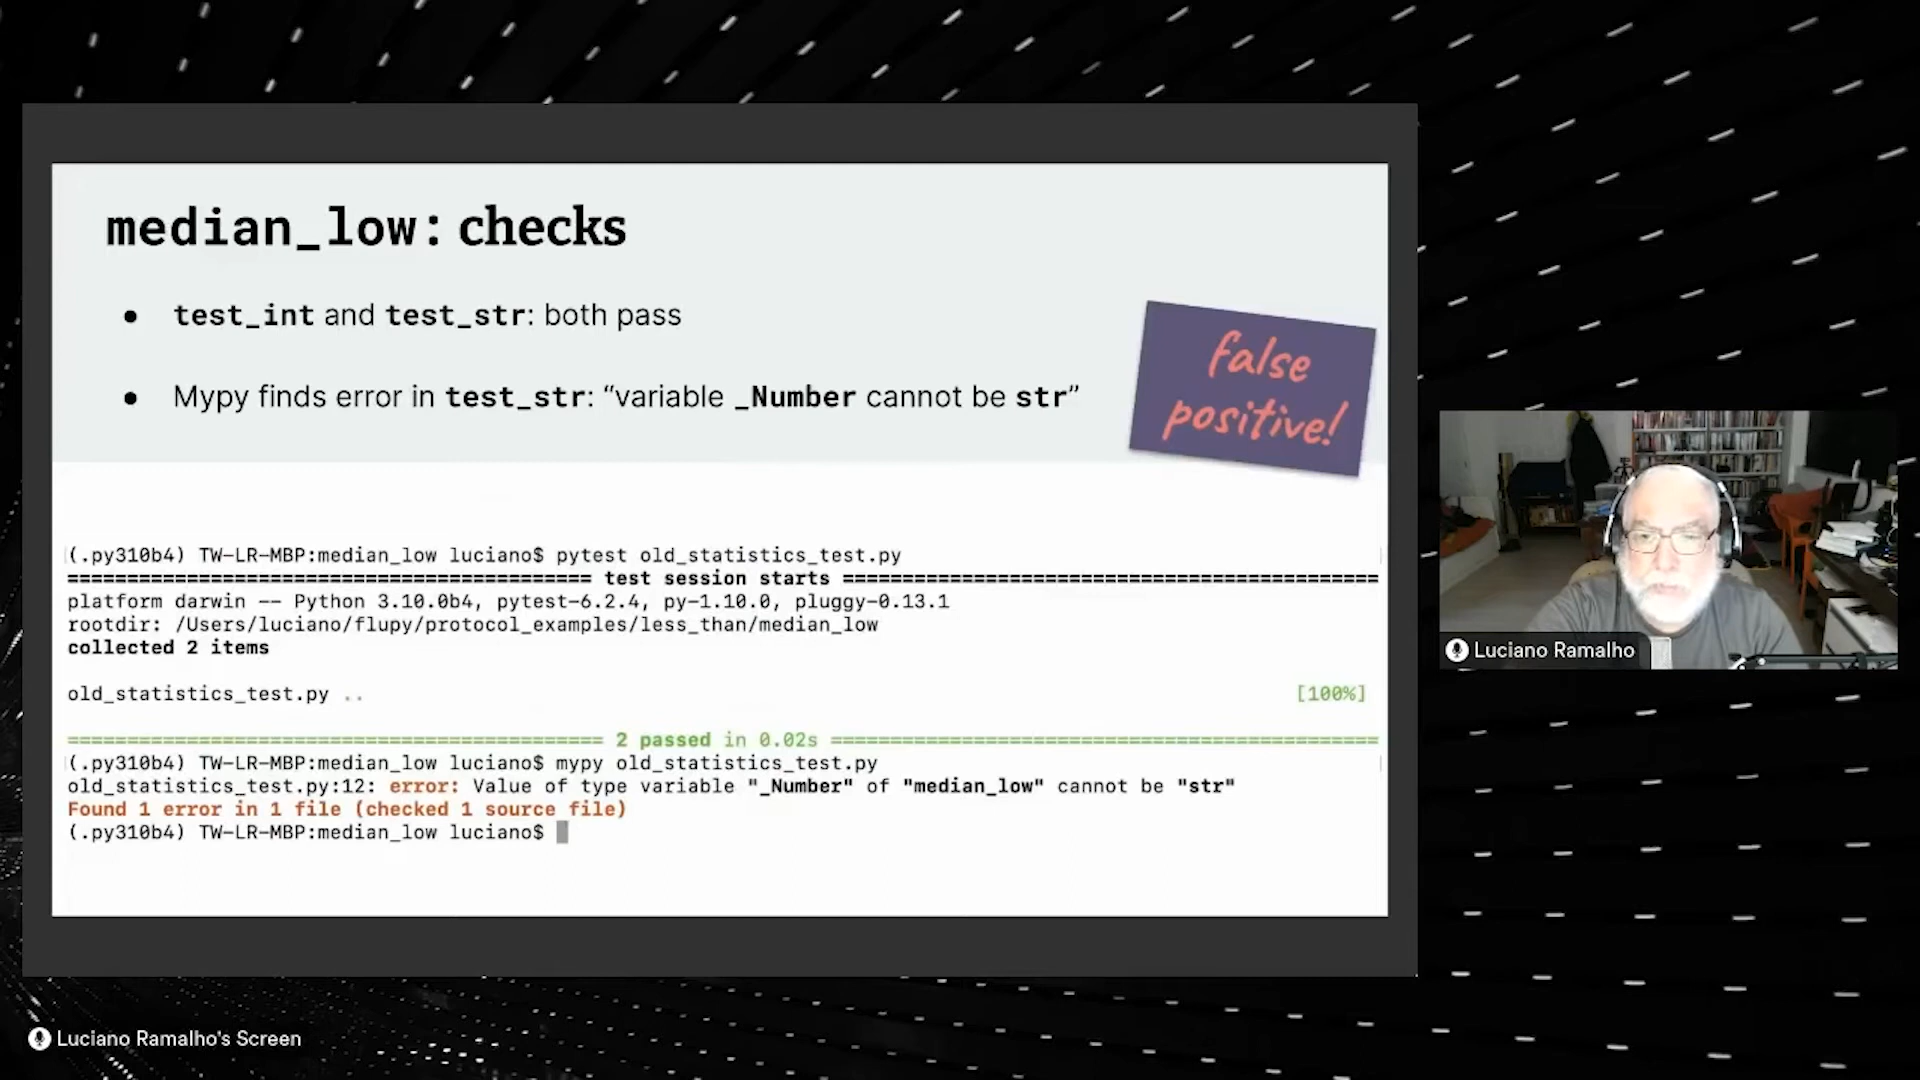 median_low: checks
● test_int and test_str: both pass
● Mypy finds error in test_str: “variable _Number cannot be str”
false
positive!
(.py310b4) TW-LR-MBP:median_low luciano$ pytest old_statistics_test.py
============================================ test session starts =============================================
platform darwin -- Python 3.10.0b4, pytest-6.2.4, py-1.10.0, pluggy-0.13.1
rootdir: /Users/luciano/flupy/protocol_examples/less_than/median_low
collected 2 items
old_statistics_test.py .. [100%]
============================================= 2 passed in 0.02s ==============================================
(.py310b4) TW-LR-MBP:median_low luciano$ mypy old_statistics_test.py
old_statistics_test.py:12: error: Value of type variable "_Number" of "median_low" cannot be "str"
Found 1 error in 1 file (checked 1 source file)
(.py310b4) TW-LR-MBP:median_low luciano$
Luciano Ramalho
Luciano Ramalho's Screen